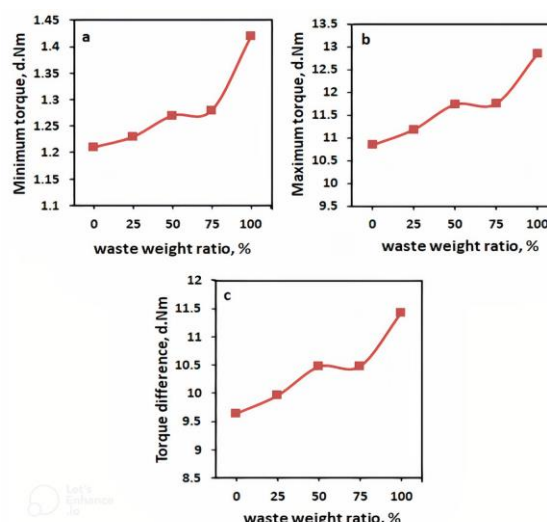 a
Minimum torque, d.Nm
1.45
1.4
1.35
1.3
1.25
1.2
1.15
1.1
0 25 50 75 100
waste weight ratio, %
b
Maximum torque, d.Nm
13.5
13
12.5
12
11.5
11
10.5
10
9.5
0 25 50 75 100
waste weight ratio, %
c
Torque difference, d.Nm
12
11.5
11
10.5
10
9.5
9
8.5
0 25 50 75 100
waste weight ratio, %
Let's
Enhance